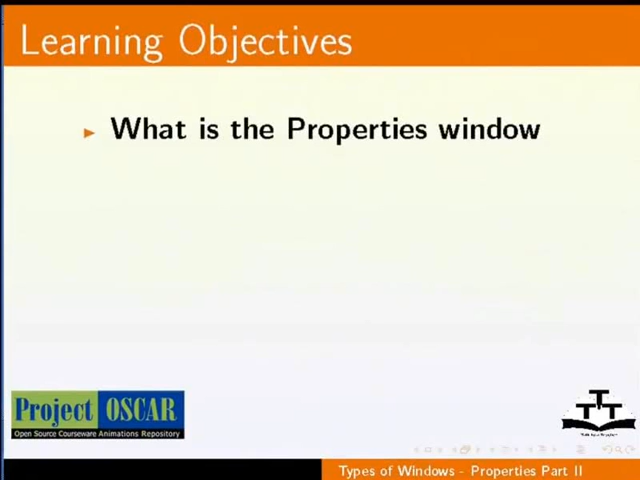 Learning Objectives
What is the Properties window
Project OSCAR
Open Source Courseware Animations Repository
TTT
Types of Windows - Properties Part II